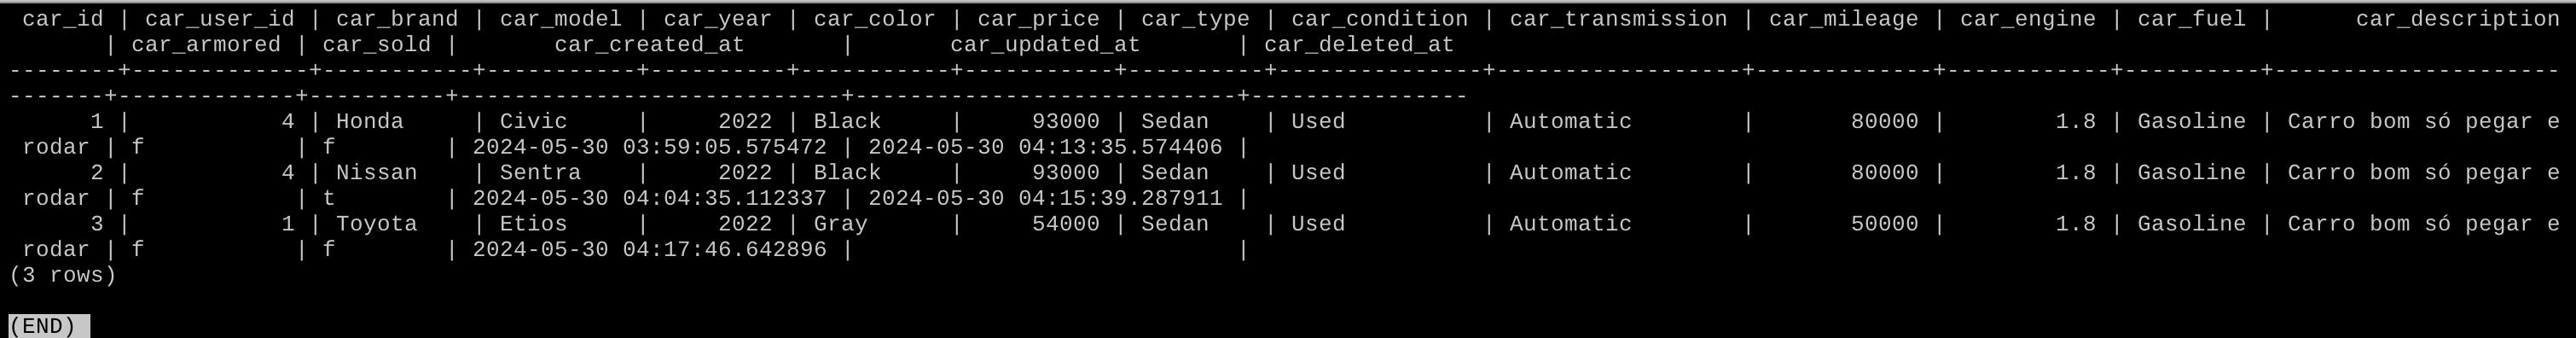 car_id | car_user_id | car_brand | car_model | car_year | car_color | car_price | car_type | car_condition | car_transmission | car_mileage | car_engine | car_fuel |      car_description
       | car_armored | car_sold |       car_created_at       |       car_updated_at       | car_deleted_at
--------+-------------+-----------+-----------+----------+-----------+-----------+----------+---------------+------------------+-------------+------------+----------+---------------------
-------+-------------+----------+----------------------------+----------------------------+----------------
      1 |           4 | Honda     | Civic     |     2022 | Black     |     93000 | Sedan    | Used          | Automatic        |       80000 |        1.8 | Gasoline | Carro bom só pegar e
 rodar | f           | f        | 2024-05-30 03:59:05.575472 | 2024-05-30 04:13:35.574406 |
      2 |           4 | Nissan    | Sentra    |     2022 | Black     |     93000 | Sedan    | Used          | Automatic        |       80000 |        1.8 | Gasoline | Carro bom só pegar e
 rodar | f           | t        | 2024-05-30 04:04:35.112337 | 2024-05-30 04:15:39.287911 |
      3 |           1 | Toyota    | Etios     |     2022 | Gray      |     54000 | Sedan    | Used          | Automatic        |       50000 |        1.8 | Gasoline | Carro bom só pegar e
 rodar | f           | f        | 2024-05-30 04:17:46.642896 |                            |
(3 rows)
(END)